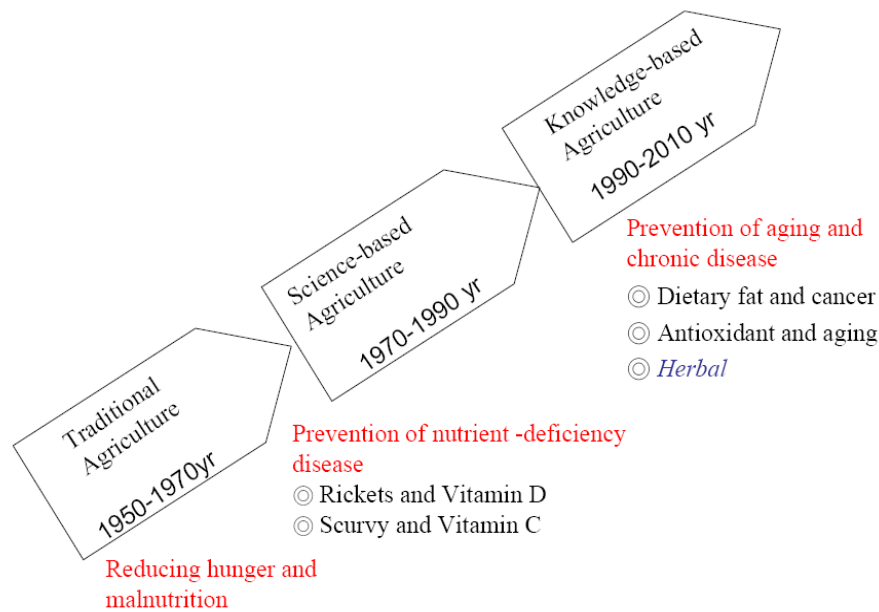 Traditional
Agriculture
1950-1970yr
Reducing hunger and
malnutrition
Science-based
Agriculture
1970-1990 yr
Prevention of nutrient -deficiency
disease
◎ Rickets and Vitamin D
◎ Scurvy and Vitamin C
Knowledge-based
Agriculture
1990-2010 yr
Prevention of aging and
chronic disease
◎ Dietary fat and cancer
◎ Antioxidant and aging
◎ Herbal